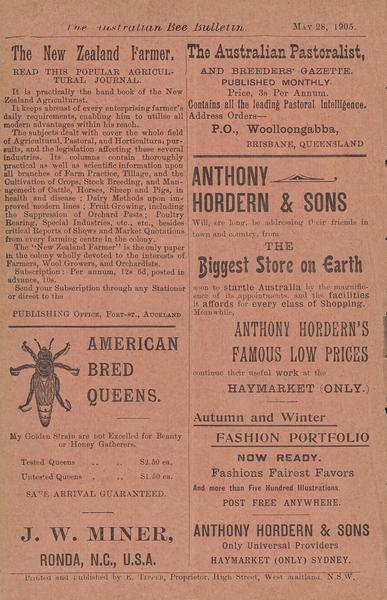 The Australian Bee Bulletin. May 28, 1905.
The New Zealand Farmer.
READ THIS POPULAR AGRICUL-
TURAL JOURNAL.
It is practically the hand book of the New
Zealand Agriculturist.
It keeps abreast of every enterprising farmer's
daily requirements, enabling him to utilise all
modern advantages within his reach.
The subjects dealt with cover the whole field
of Agricultural, Pastoral, and Horticultura, pur-
suits, and the legislation affecting these several
industries. Its columns contain thoroughly
practical as well as scientific information upon
all branches of Farm Practice, Tillage, and the
Cultivation of Crops, Stock Breeding, and Man-
agement of Cattle, Horses, Sheep and Pigs, in
health and disease; Dairy Methods upon im-
proved modern lines; Fruit Growing, including
the Suppression of Orchard Pests; Poultry
Rearing, Special Industries, etc., etc., besides
critical Reports of Shows and Market Quotations
from every farming centre in the colony.
The "New Zealand Farmer" is the only paper
in the colony wholly devoted to the interests of
Farmers, Wool Growers, and Orchardists.
Subscription: Per annum, 12s 6d, posted in
advance, 10s.
Send your Subscription through any Stationer
or direct to the
PUBLISHING OFFICE, FORT-ST., AUCKLAND
AMERICAN
BRED
QUEENS.
My Golden Strain are not Excelled for Beauty
or Honey Gatherers.
Tested Queens .. .. $2.50 ea.
Untested Queens . .. $1.50 ea.
SAVE ARRIVAL GUARANTEED.
J. W. MINER,
RONDA, N.C., U.S.A.
The Australian Pastoralist,
AND BREEDERS' GAZETTE.
PUBLISHED MONTHLY.
Price, 3s Per Annum.
Contains all the leading Pastoral Intelligence.
Address Orders—
P.O., Woolloongabba,
BRISBANE, QUEENSLAND
ANTHONY
HORDERN & SONS
Will, ere long, be addressing their friends in
town and country, from
THE
Biggest Store on Earth
soon to startle Australia by the magnifi-
ence of its appointments, and the facilities
it affords for every class of Shopping.
Meanwhile,
ANTHONY HORDERN'S
FAMOUS LOW PRICES
continue their useful work at the
HAYMARKET (ONLY.)
Autumn and Winter
FASHION PORTFOLIO
NOW READY.
Fashions Fairest Favors
And more than Five Hundred Illustrations.
POST FREE ANYWHERE.
ANTHONY HORDERN & SONS
Only Universal Providers
HAYMARKET (ONLY) SYDNEY.
Printed and Published by E. TIPPER, Proprietor, High Street, West Maitland, N.S.W.